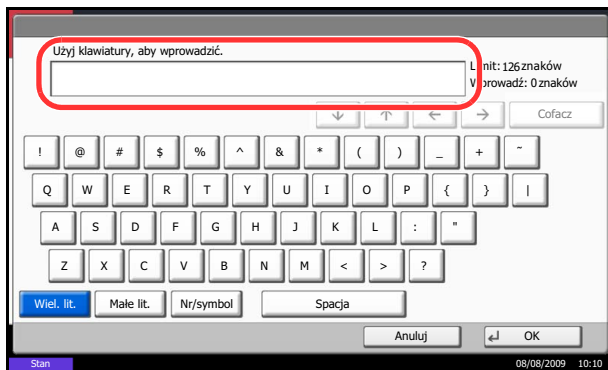 Użyj klawiatury, aby wprowadzić.
Limit: 126 znaków
Wprowadź: 0 znaków
↓ ↑ ← → Cofacz
! @ # $ % ^ & * ( ) _ + ~
Q W E R T Y U I O P { } |
A S D F G H J K L : "
Z X C V B N M < > ?
Wiel. lit. Małe lit. Nr/symbol Spacja
Anuluj OK
Stan 08/08/2009 10:10